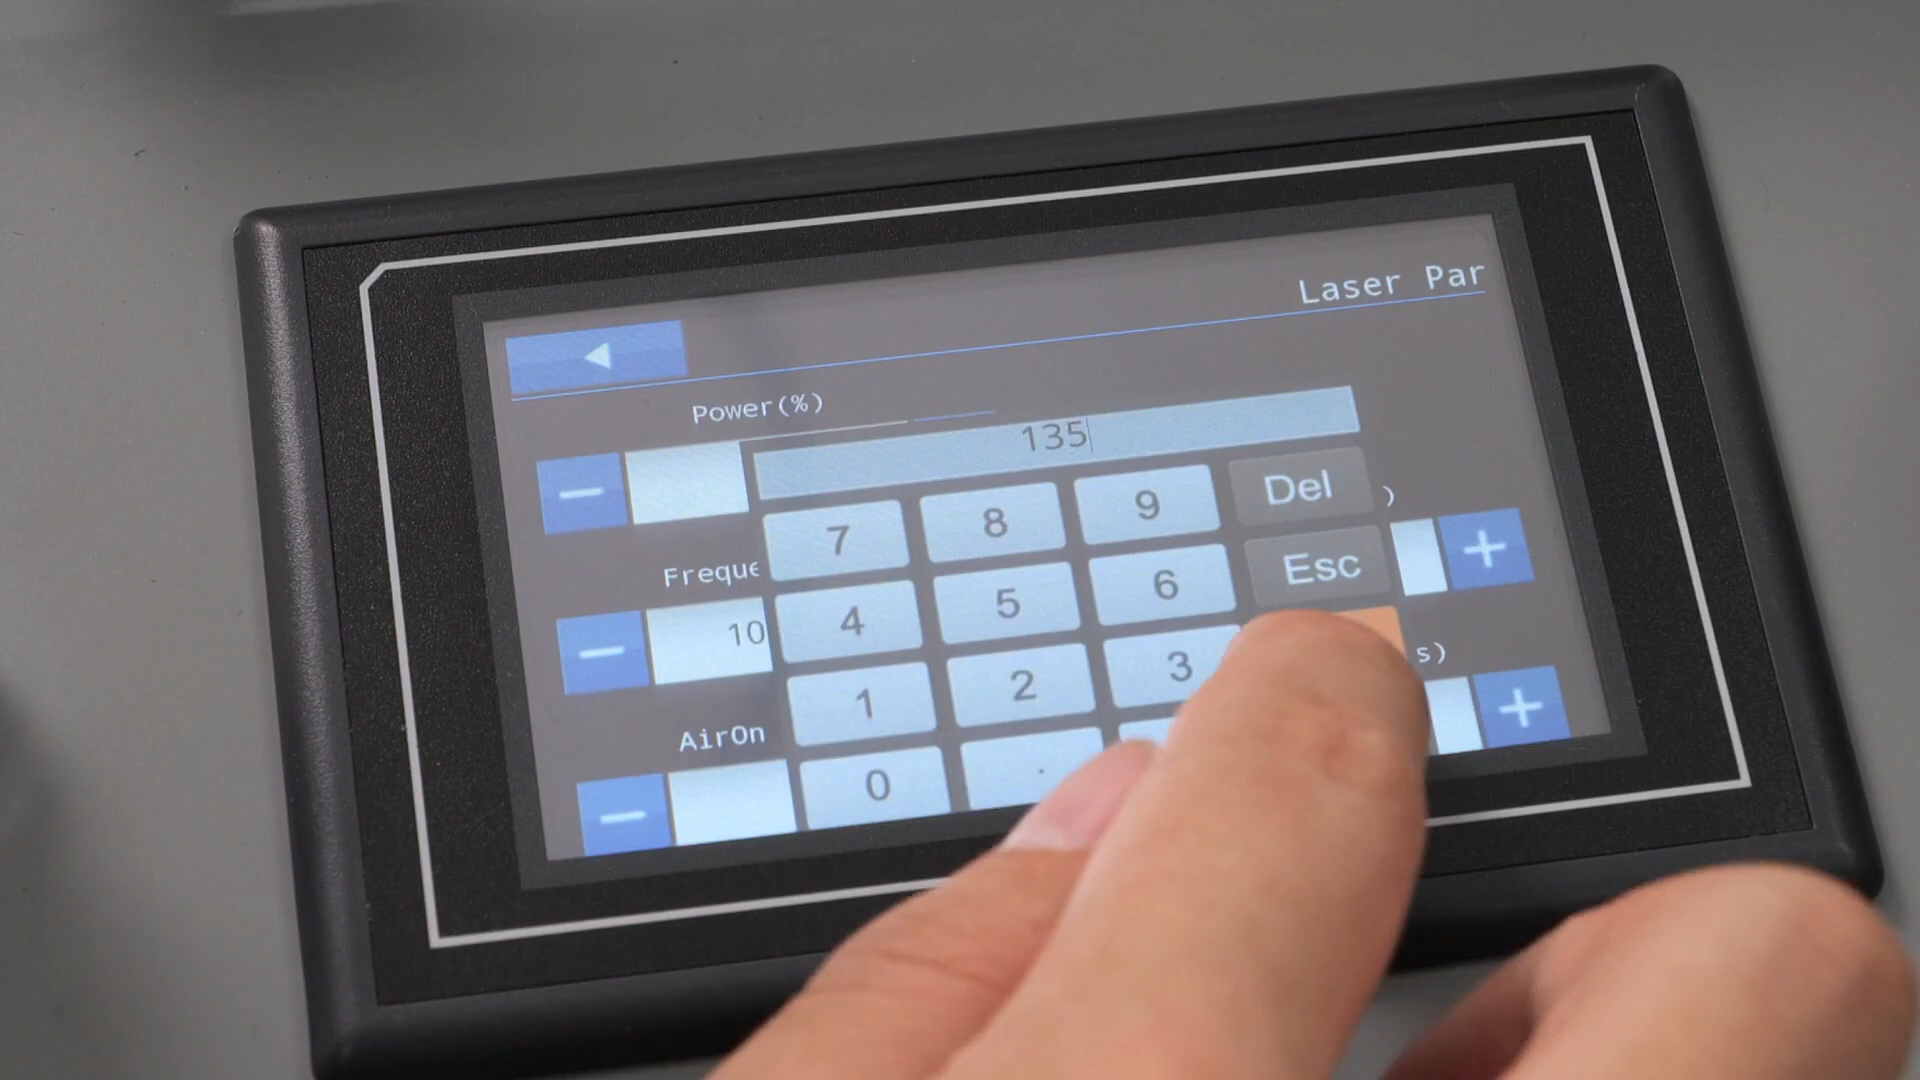 Laser Par
Power(%)
135
7 8 9 Del
)
Freque
4 5 6 Esc
10
s)
1 2 3
AirOn
0 .